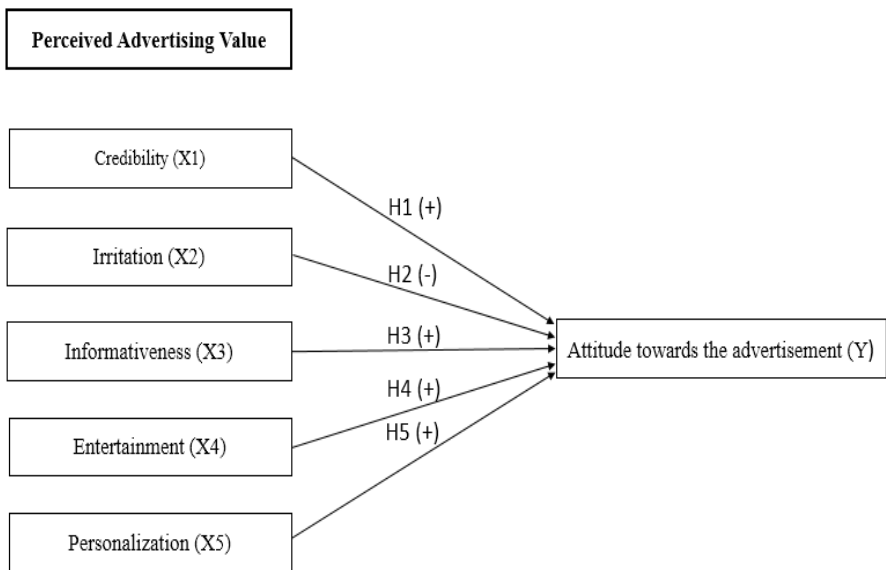 Perceived Advertising Value
Credibility (X1)
H1 (+)
Irritation (X2)
H2 (-)
Informativeness (X3)
H3 (+)
Attitude towards the advertisement (Y)
H4 (+)
Entertainment (X4)
H5 (+)
Personalization (X5)